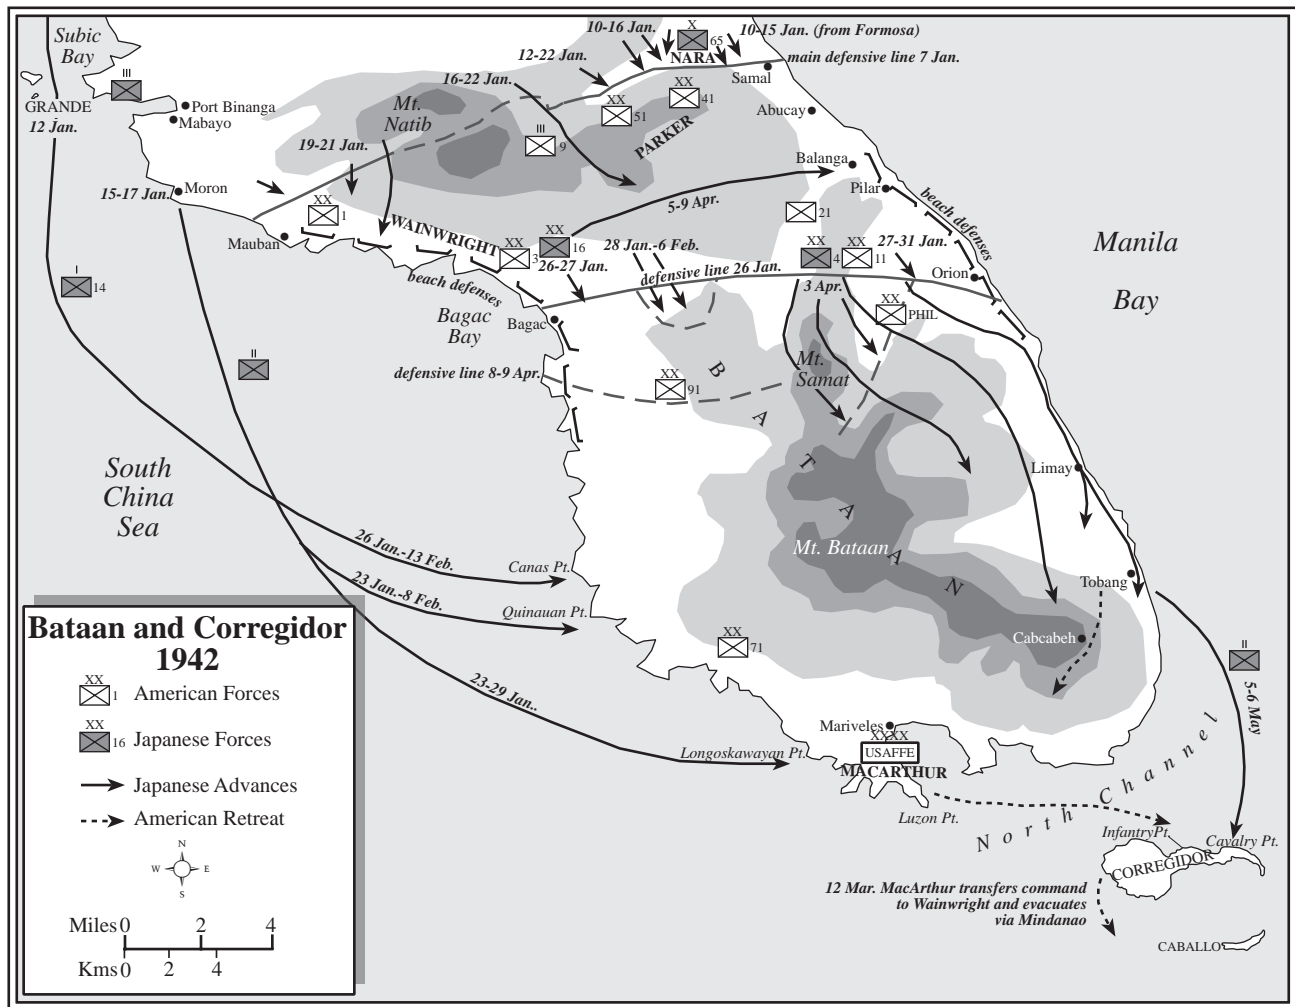 10-16 Jan.
X
65
NARA
10-15 Jan. (from Formosa)
Subic
Bay
12-22 Jan.
main defensive line 7 Jan.
Samal
III
16-22 Jan.
XX
41
GRANDE
12 Jan.
Port Binanga
Mabayo
Mt.
Natib
XX
51
Abucay
III
9
PARKER
19-21 Jan.
Balanga
15-17 Jan.
Moron
Pilar
5-9 Apr.
beach defenses
XX
1
21
Mauban
WAINWRIGHT
XX
3
XX
16
28 Jan.-6 Feb.
XX
4
XX
11
27-31 Jan.
Manila
Bay
26-27 Jan.
defensive line 26 Jan.
Orion
I
14
beach defenses
3 Apr.
Bagac
Bay
Bagac
XX
PHIL
II
defensive line 8-9 Apr.
XX
91
Mt.
Samat
BATAAN
South
China
Sea
Limay
Mt. Bataan
26 Jan.-13 Feb.
Canas Pt.
23 Jan.-8 Feb.
Quinauan Pt.
Tobang
Cabcabeh
XX
71
II
5-6 May
23-29 Jan..
Longoskawayan Pt.
Mariveles
XXXX
USAFFE
MACARTHUR
Luzon Pt.
North Channel
InfantryPt.
Cavalry Pt.
CORREGIDOR
12 Mar. MacArthur transfers command
to Wainwright and evacuates
via Mindanao
CABALLO
Bataan and Corregidor
1942
XX
1
American Forces
XX
16
Japanese Forces
Japanese Advances
American Retreat
N
W E
S
Miles 0 2 4
Kms 0 2 4